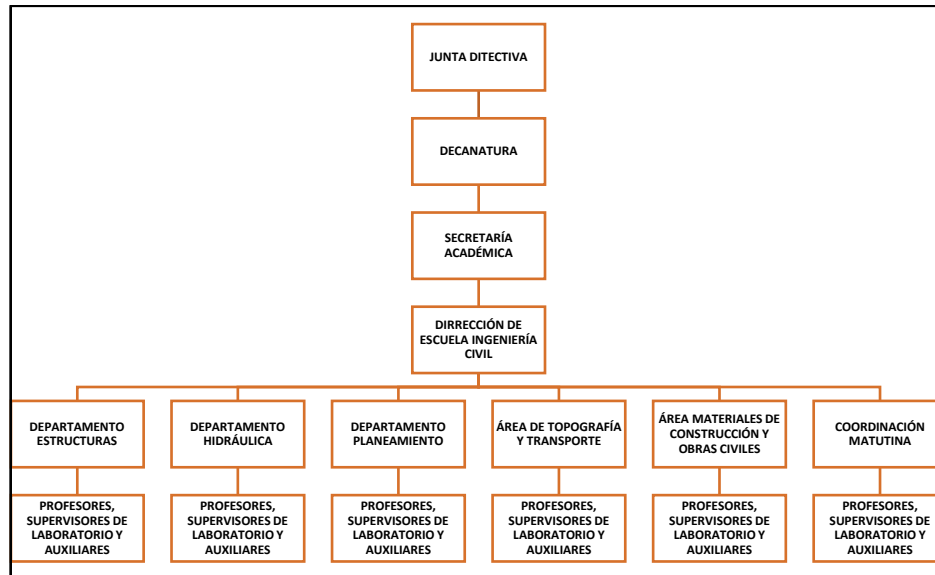 JUNTA DITECTIVA
DECANATURA
SECRETARÍA
ACADÉMICA
DIRRECCIÓN DE
ESCUELA INGENIERÍA
CIVIL
DEPARTAMENTO
ESTRUCTURAS
DEPARTAMENTO
HIDRÁULICA
DEPARTAMENTO
PLANEAMIENTO
ÁREA DE TOPOGRAFÍA
Y TRANSPORTE
ÁREA MATERIALES DE
CONSTRUCCIÓN Y
OBRAS CIVILES
COORDINACIÓN
MATUTINA
PROFESORES,
SUPERVISORES DE
LABORATORIO Y
AUXILIARES
PROFESORES,
SUPERVISORES DE
LABORATORIO Y
AUXILIARES
PROFESORES,
SUPERVISORES DE
LABORATORIO Y
AUXILIARES
PROFESORES,
SUPERVISORES DE
LABORATORIO Y
AUXILIARES
PROFESORES,
SUPERVISORES DE
LABORATORIO Y
AUXILIARES
PROFESORES,
SUPERVISORES DE
LABORATORIO Y
AUXILIARES